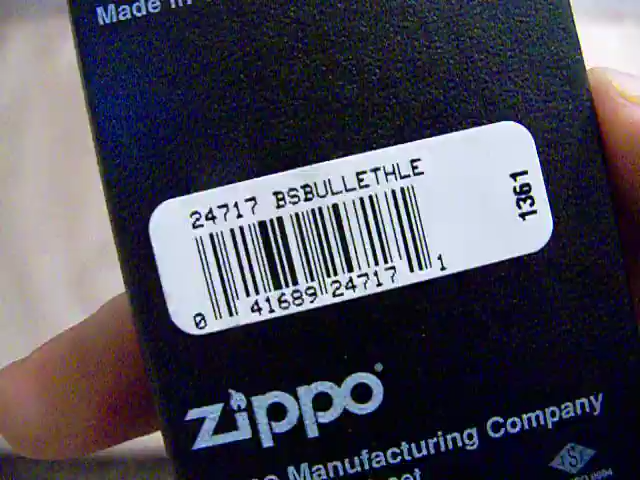 Made in
24717 BSBULLETHLE
1361
0 41689 24717 1
zippo
Manufacturing Company